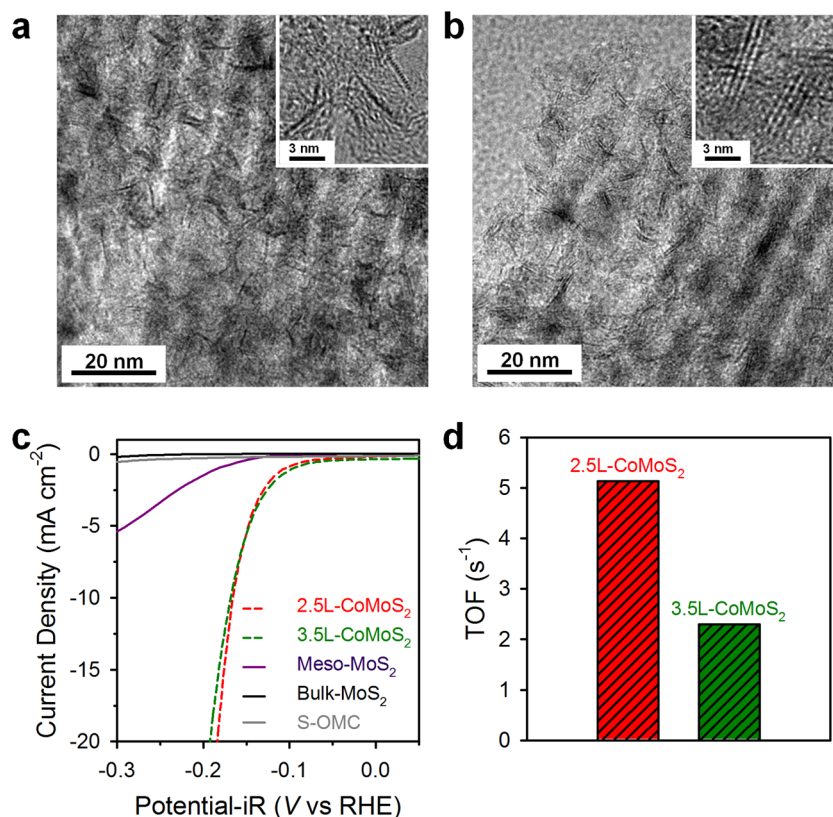 a
3 nm
20 nm
b
3 nm
20 nm
c
0
-5
-10
-15
-20
Current Density (mA cm⁻²)
2.5L-CoMoS₂
3.5L-CoMoS₂
Meso-MoS₂
Bulk-MoS₂
S-OMC
-0.3
-0.2
-0.1
0.0
Potential-iR (V vs RHE)
d
6
5
4
3
2
1
0
TOF (s⁻¹)
2.5L-CoMoS₂
3.5L-CoMoS₂